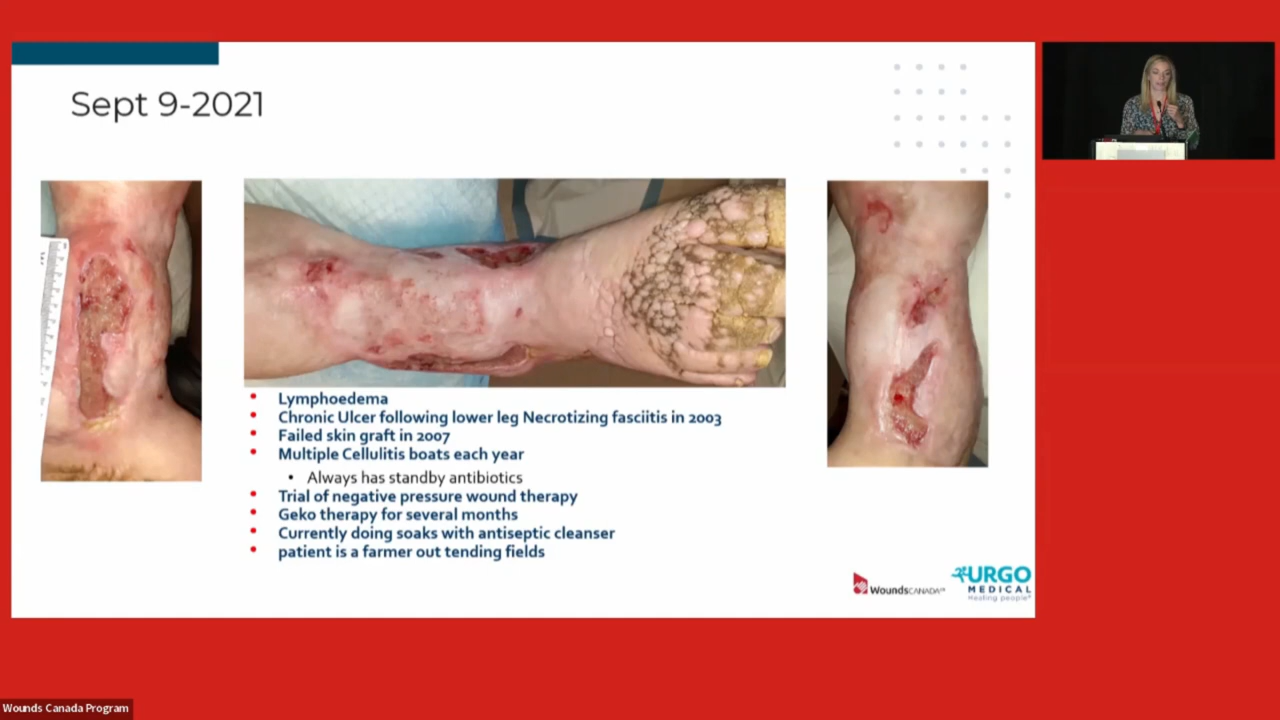 Sept 9-2021
Lymphoedema
Chronic Ulcer following lower leg Necrotizing fasciitis in 2003
Failed skin graft in 2007
Multiple Cellulitis boats each year
Always has standby antibiotics
Trial of negative pressure wound therapy
Geko therapy for several months
Currently doing soaks with antiseptic cleanser
patient is a farmer out tending fields
WoundsCANADA
URGO
MEDICAL
Healing people®
Wounds Canada Program